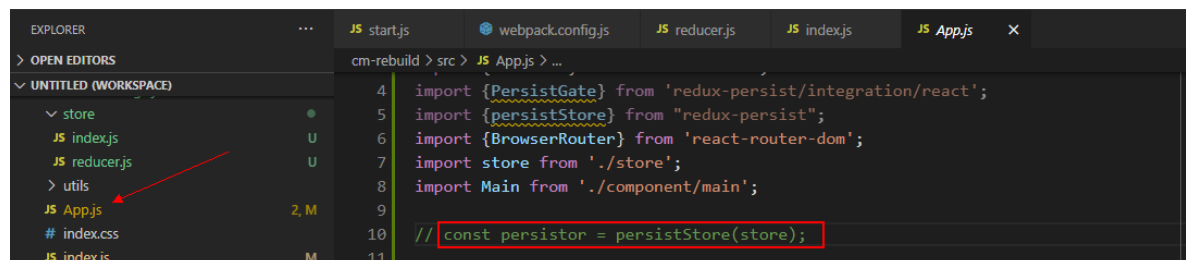 EXPLORER ···
JS start.js webpack.config.js JS reducer.js JS index.js JS App.js ×
> OPEN EDITORS
cm-rebuild > src > JS App.js > ...
UNTITLED (WORKSPACE)
4 import {PersistGate} from 'redux-persist/integration/react';
store
5 import {persistStore} from "redux-persist";
JS index.js U
6 import {BrowserRouter} from 'react-router-dom';
JS reducer.js U
7 import store from './store';
> utils
8 import Main from './component/main';
JS App.js 2, M
9
# index.css
10 // const persistor = persistStore(store);
JS index.js M
11